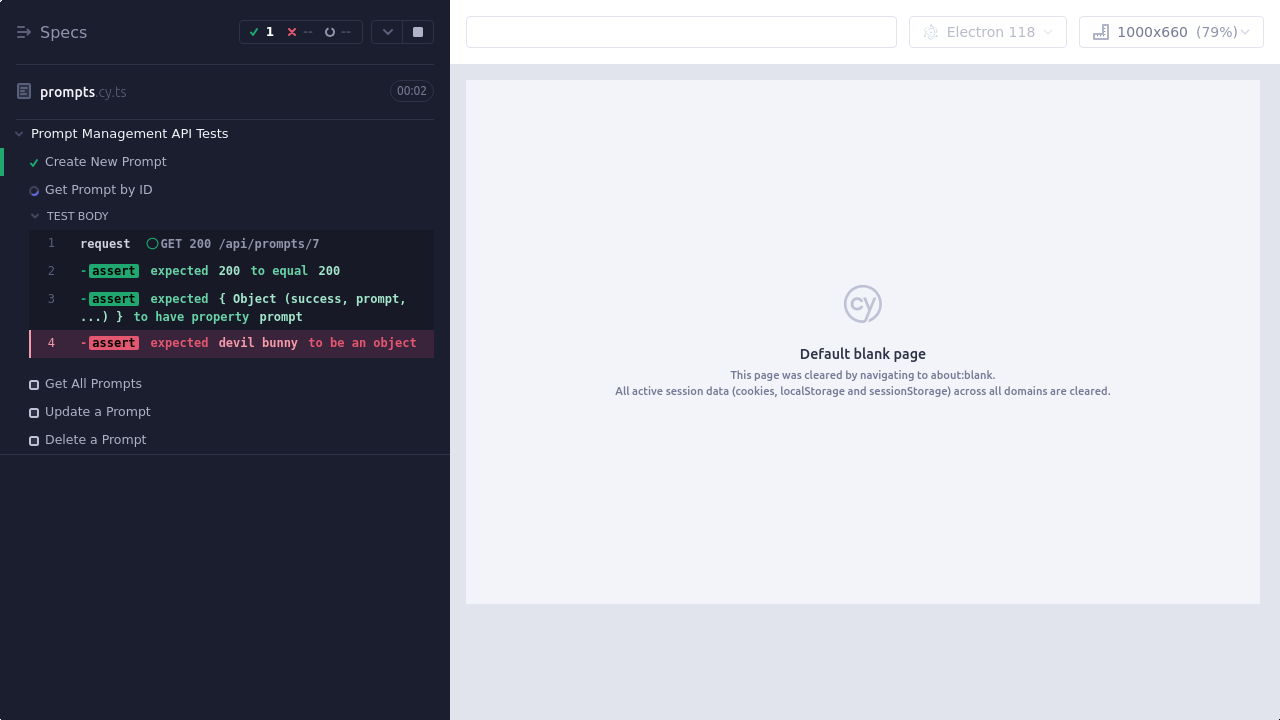 Specs
1
--
--
prompts.cy.ts
00:02
Prompt Management API Tests
Create New Prompt
Get Prompt by ID
TEST BODY
1 request GET 200 /api/prompts/7
2 -assert expected 200 to equal 200
3 -assert expected { Object (success, prompt,
...) } to have property prompt
4 -assert expected devil bunny to be an object
Get All Prompts
Update a Prompt
Delete a Prompt
Electron 118
1000x660 (79%)
cy
Default blank page
This page was cleared by navigating to about:blank.
All active session data (cookies, localStorage and sessionStorage) across all domains are cleared.